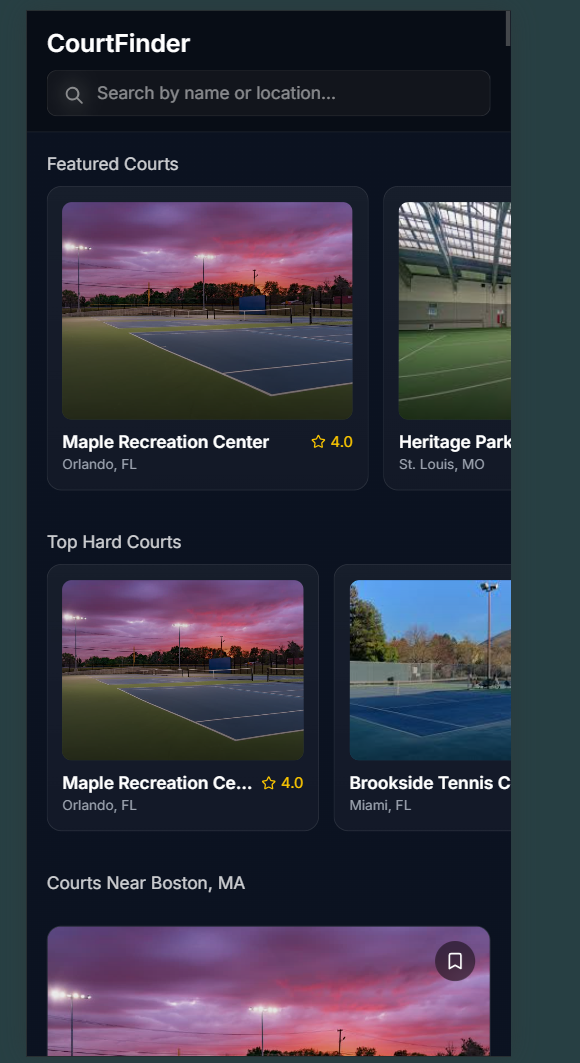 CourtFinder
Search by name or location...
Featured Courts
Maple Recreation Center
4.0
Orlando, FL
Heritage Park
St. Louis, MO
Top Hard Courts
Maple Recreation Ce...
4.0
Orlando, FL
Brookside Tennis C
Miami, FL
Courts Near Boston, MA